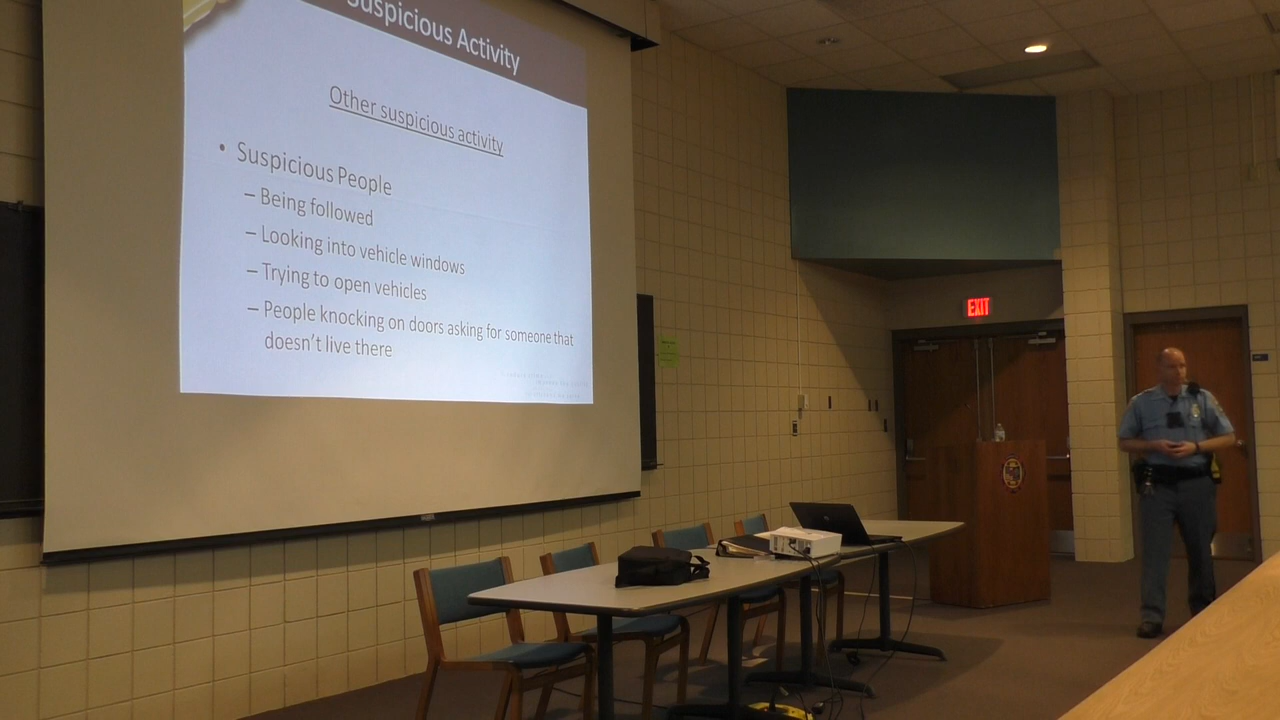 Suspicious Activity
Other suspicious activity
• Suspicious People
– Being followed
– Looking into vehicle windows
– Trying to open vehicles
– People knocking on doors asking for someone that
doesn't live there
EXIT